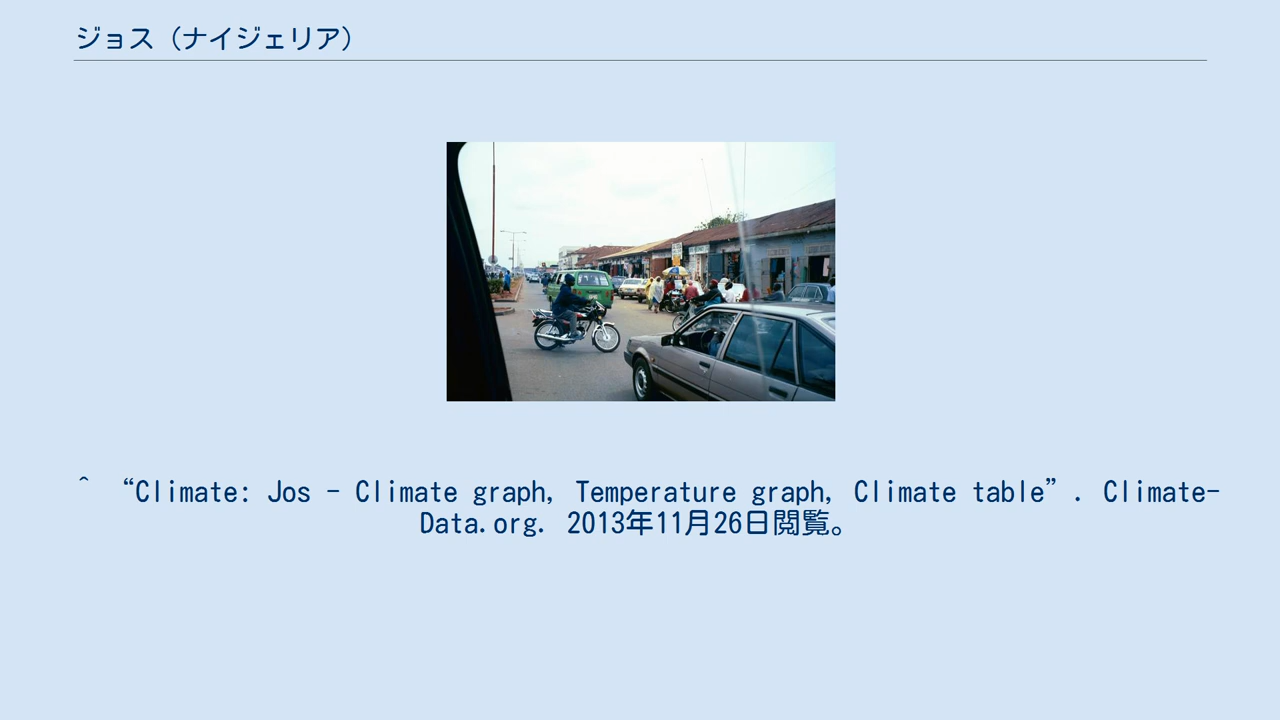 ジョス（ナイジェリア）
^ “Climate: Jos - Climate graph, Temperature graph, Climate table”. Climate-
Data.org. 2013年11月26日閲覧。